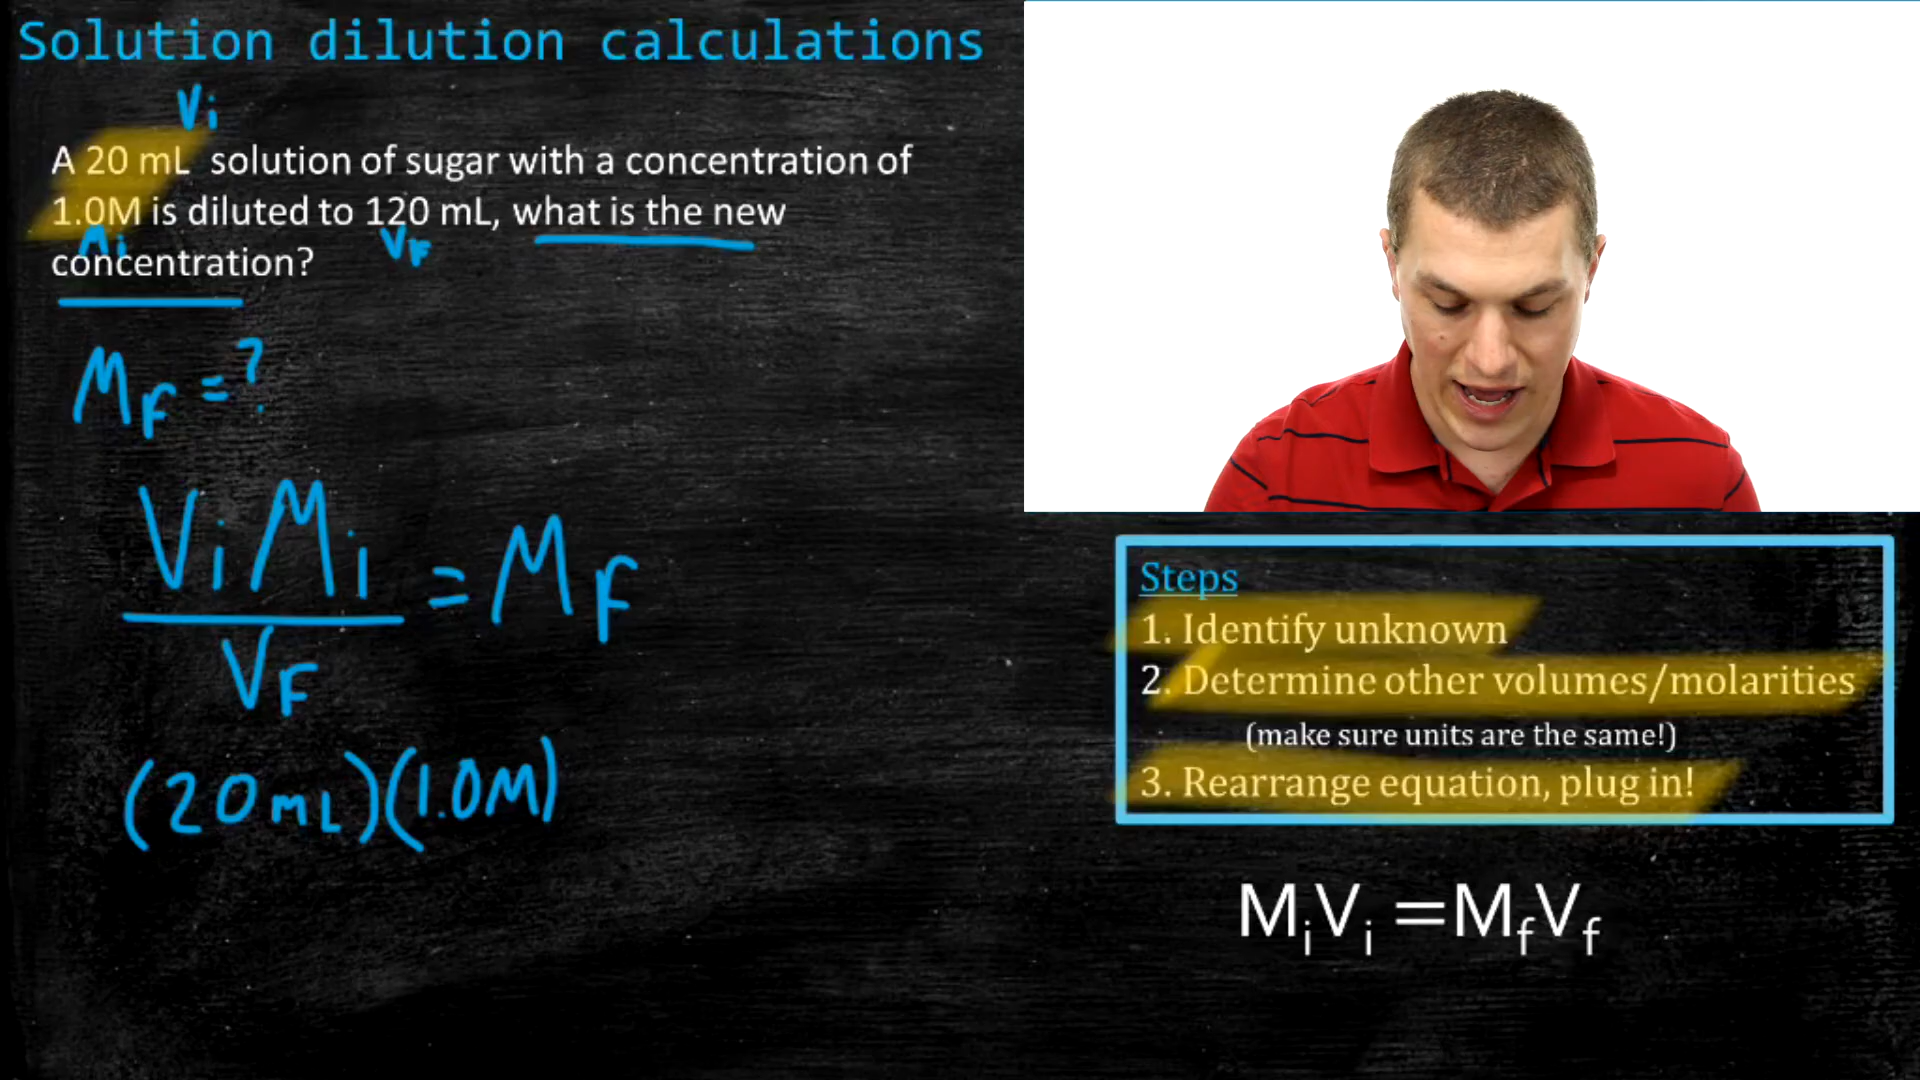 Solution dilution calculations
Vi
A 20 mL solution of sugar with a concentration of
1.0M is diluted to 120 mL, what is the new
Mi VF
concentration?
MF = ?
ViMi
= MF
VF
(20mL)(1.0M)
Steps
1. Identify unknown
2. Determine other volumes/molarities
(make sure units are the same!)
3. Rearrange equation, plug in!
MiVi =MfVf